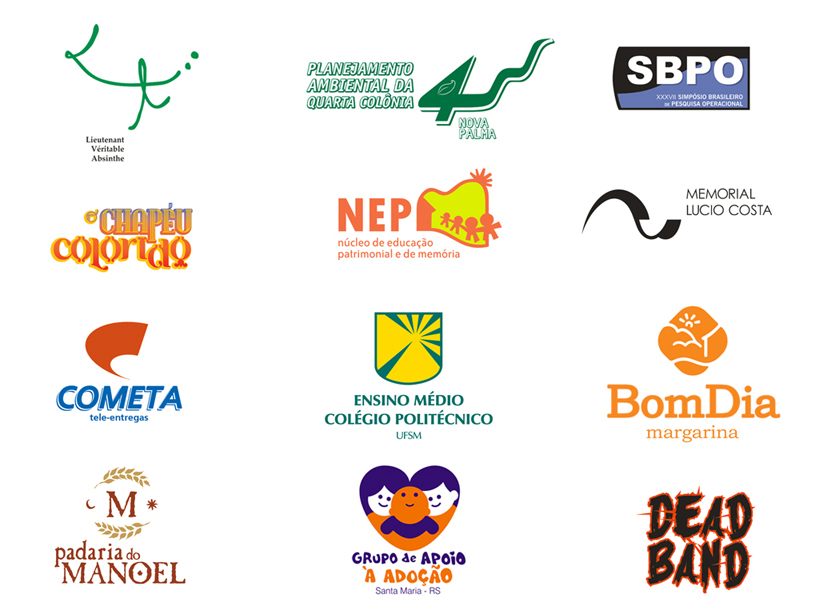 Lieutenant
Véritable
Absinthe
PLANEJAMENTO
AMBIENTAL DA
QUARTA COLÔNIA
4
NOVA
PALMA
SBPO
XXXVII SIMPÓSIO BRASILEIRO
DE PESQUISA OPERACIONAL
O CHAPÉU
COLORIDO
NEP
núcleo de educação
patrimonial e de memória
MEMORIAL
LUCIO COSTA
COMETA
tele-entregas
ENSINO MÉDIO
COLÉGIO POLITÉCNICO
UFSM
BomDia
margarina
M
padaria do
MANOEL
GRUPO de APOIO
À ADOÇÃO
Santa Maria - RS
DEAD
BAND